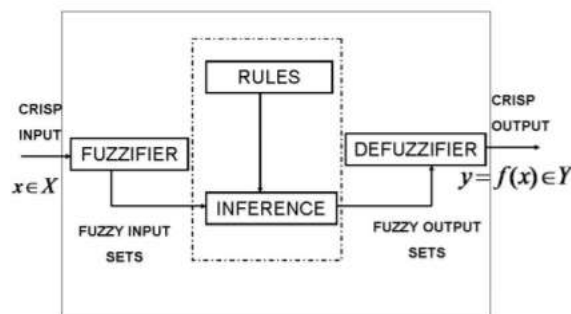 RULES
CRISP
INPUT
CRISP
OUTPUT
FUZZIFIER
DEFUZZIFIER
x∈X
y=f(x)∈Y
INFERENCE
FUZZY INPUT
SETS
FUZZY OUTPUT
SETS